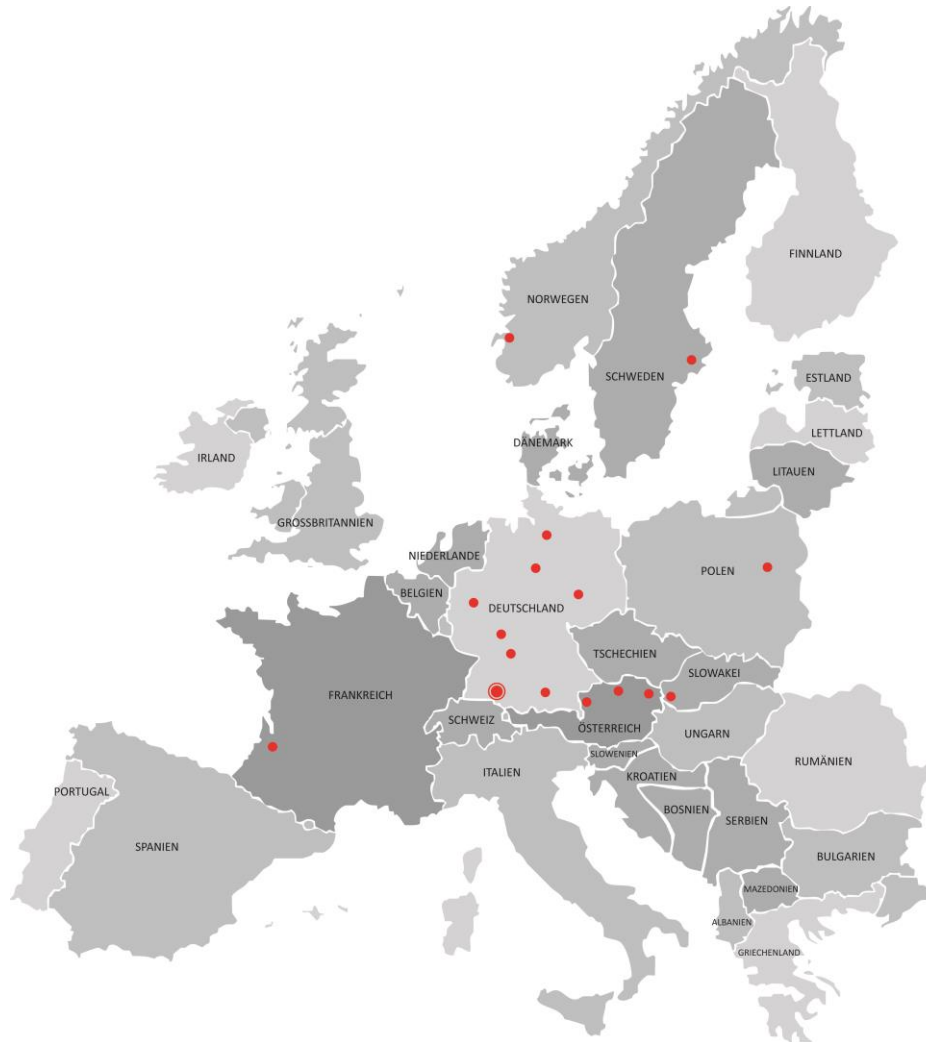 FINNLAND
NORWEGEN
SCHWEDEN
ESTLAND
LETTLAND
DÄNEMARK
IRLAND
LITAUEN
GROSSBRITANNIEN
NIEDERLANDE
POLEN
BELGIEN
DEUTSCHLAND
TSCHECHIEN
SLOWAKEI
FRANKREICH
SCHWEIZ
ÖSTERREICH
UNGARN
SLOWENIEN
RUMÄNIEN
ITALIEN
KROATIEN
PORTUGAL
BOSNIEN
SERBIEN
SPANIEN
BULGARIEN
MAZEDONIEN
ALBANIEN
GRIECHENLAND